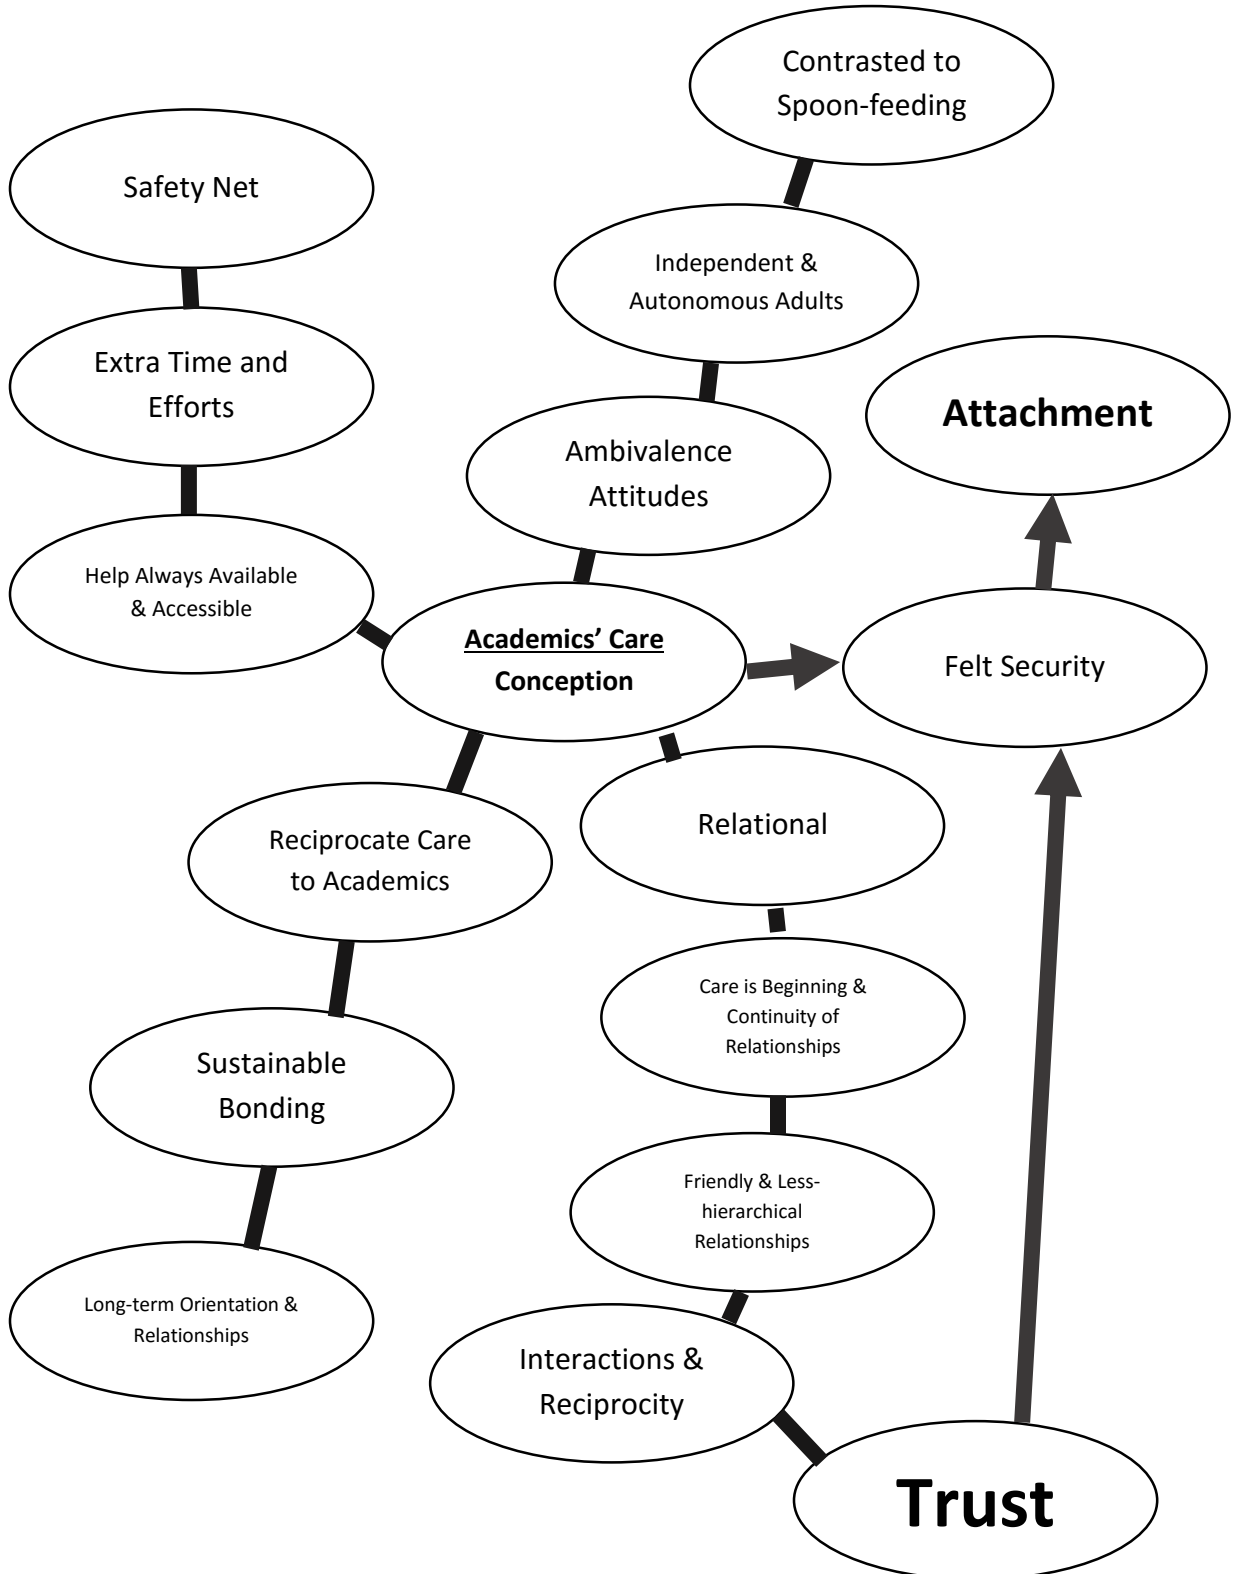 Contrasted to
Spoon-feeding
Safety Net
Independent &
Autonomous Adults
Extra Time and
Efforts
Attachment
Ambivalence
Attitudes
Help Always Available
& Accessible
Academics’ Care
Conception
Felt Security
Relational
Reciprocate Care
to Academics
Care is Beginning &
Continuity of
Relationships
Sustainable
Bonding
Friendly & Less-
hierarchical
Relationships
Long-term Orientation &
Relationships
Interactions &
Reciprocity
Trust